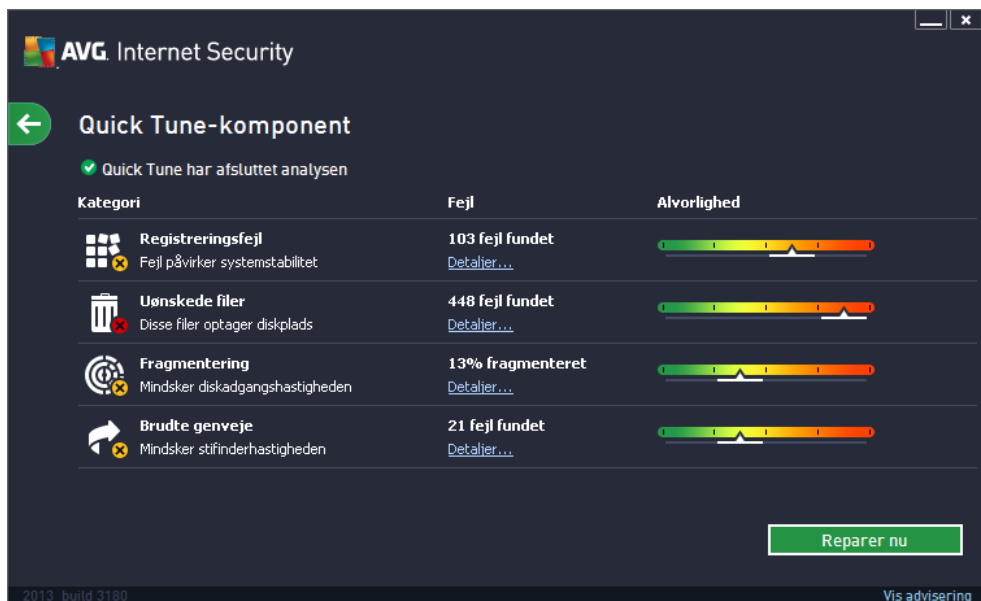 AVG. Internet Security
Quick Tune-komponent
Quick Tune har afsluttet analysen
Kategori Fejl Alvorlighed
Registreringsfejl 103 fejl fundet
Fejl påvirker systemstabilitet Detaljer...
Uønskede filer 448 fejl fundet
Disse filer optager diskplads Detaljer...
Fragmentering 13% fragmenteret
Mindsker diskadgangshastigheden Detaljer...
Brudte genveje 21 fejl fundet
Mindsker stifinderhastigheden Detaljer...
Reparer nu
2013 build 3180 Vis advisering